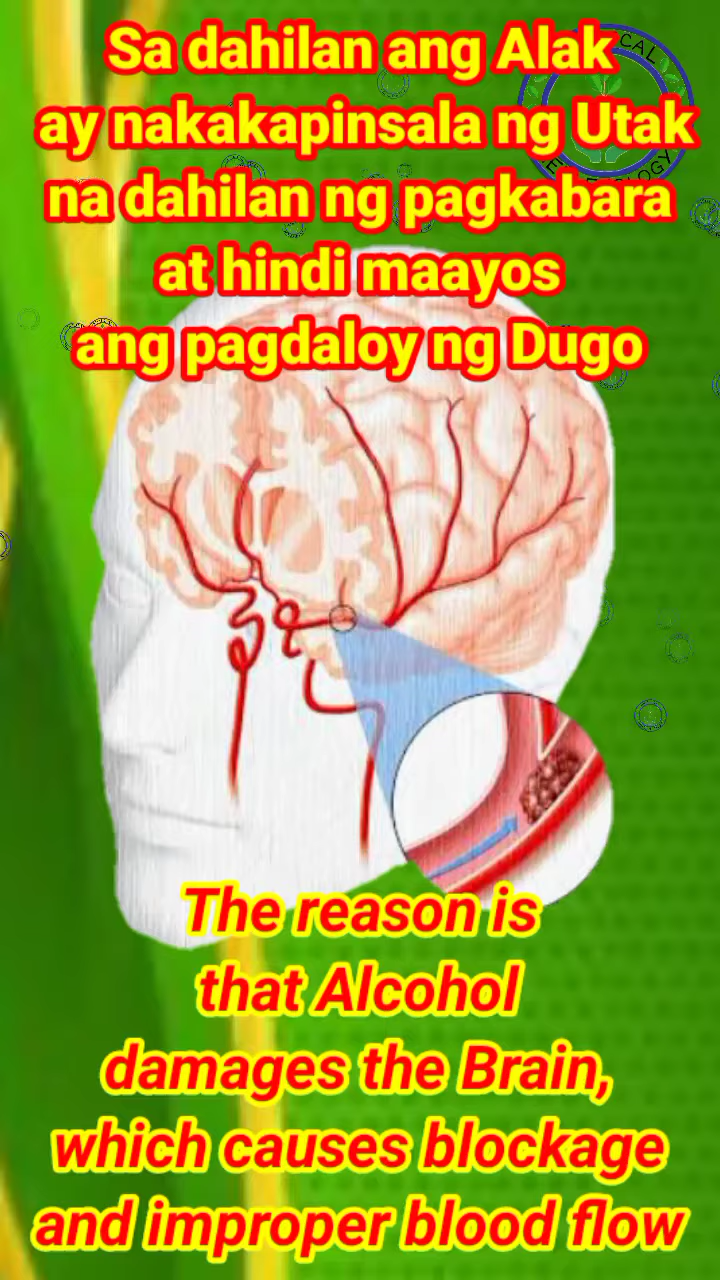 Sa dahilan ang Alak
ay nakakapinsala ng Utak
na dahilan ng pagkabara
at hindi maayos
ang pagdaloy ng Dugo
The reason is
that Alcohol
damages the Brain,
which causes blockage
and improper blood flow